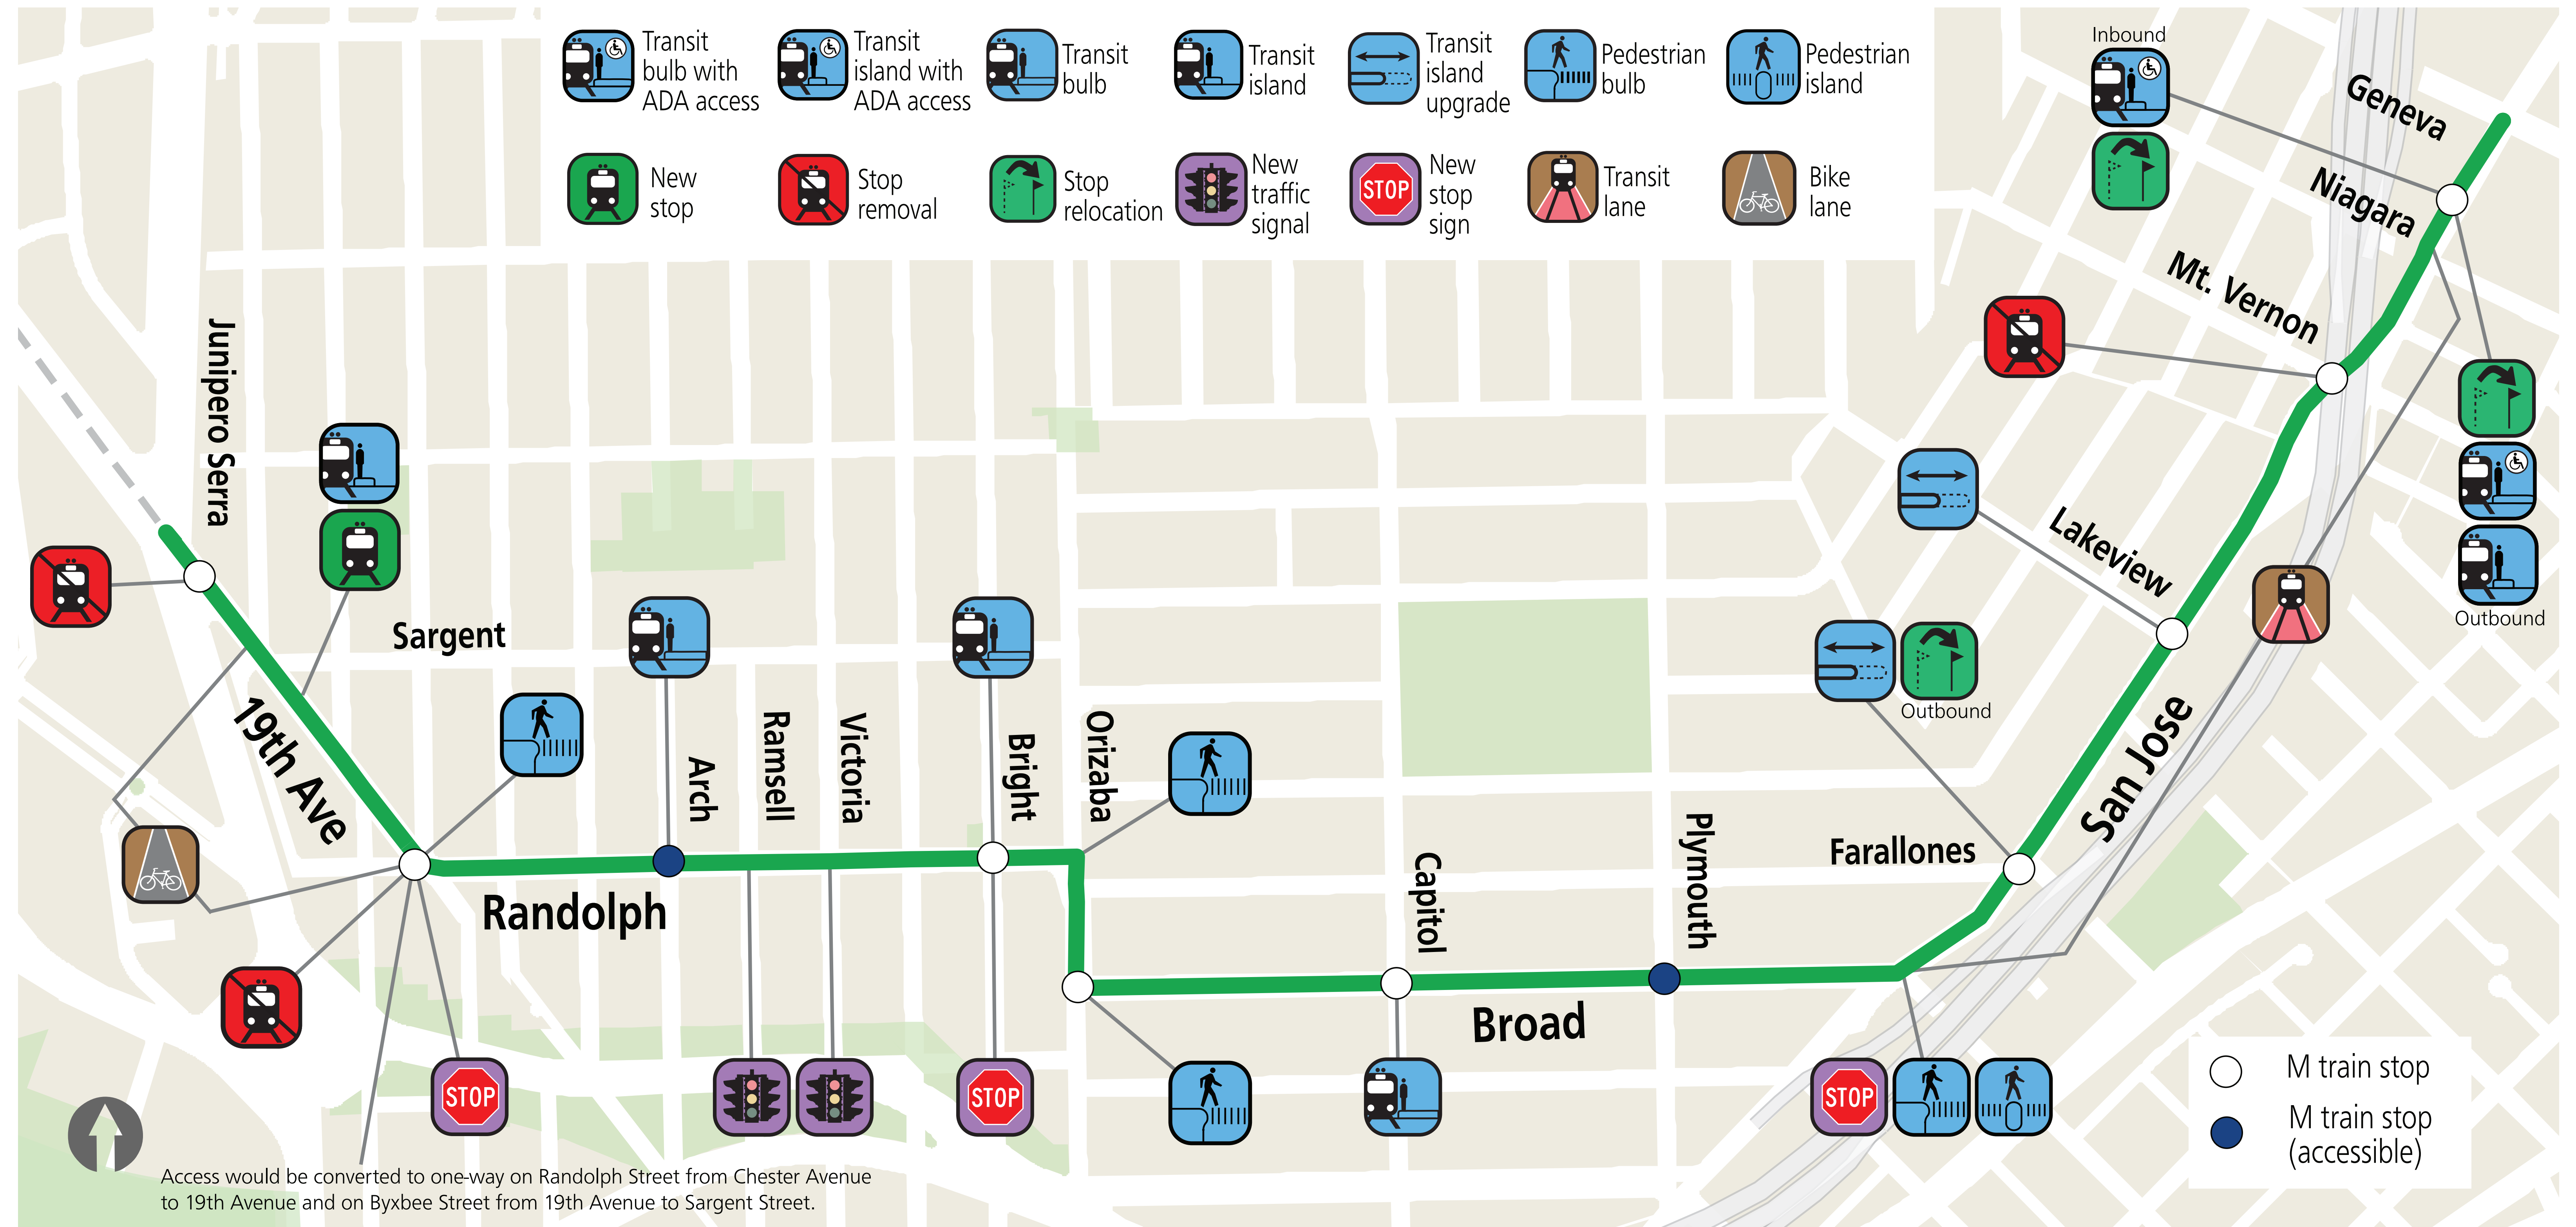 Transit
bulb with
ADA access
Transit
island with
ADA access
Transit
bulb
Transit
island
Transit
island
upgrade
Pedestrian
bulb
Pedestrian
island
New
stop
Stop
removal
Stop
relocation
New
traffic
signal
STOP
New
stop
sign
Transit
lane
Bike
lane
Inbound
Geneva
Niagara
Mt. Vernon
Junipero Serra
Lakeview
Outbound
Sargent
Outbound
19th Ave
Arch
Ramsell
Victoria
Bright
Orizaba
San Jose
Plymouth
Farallones
Capitol
Randolph
Broad
STOP
STOP
STOP
M train stop
M train stop
(accessible)
Access would be converted to one-way on Randolph Street from Chester Avenue
to 19th Avenue and on Byxbee Street from 19th Avenue to Sargent Street.